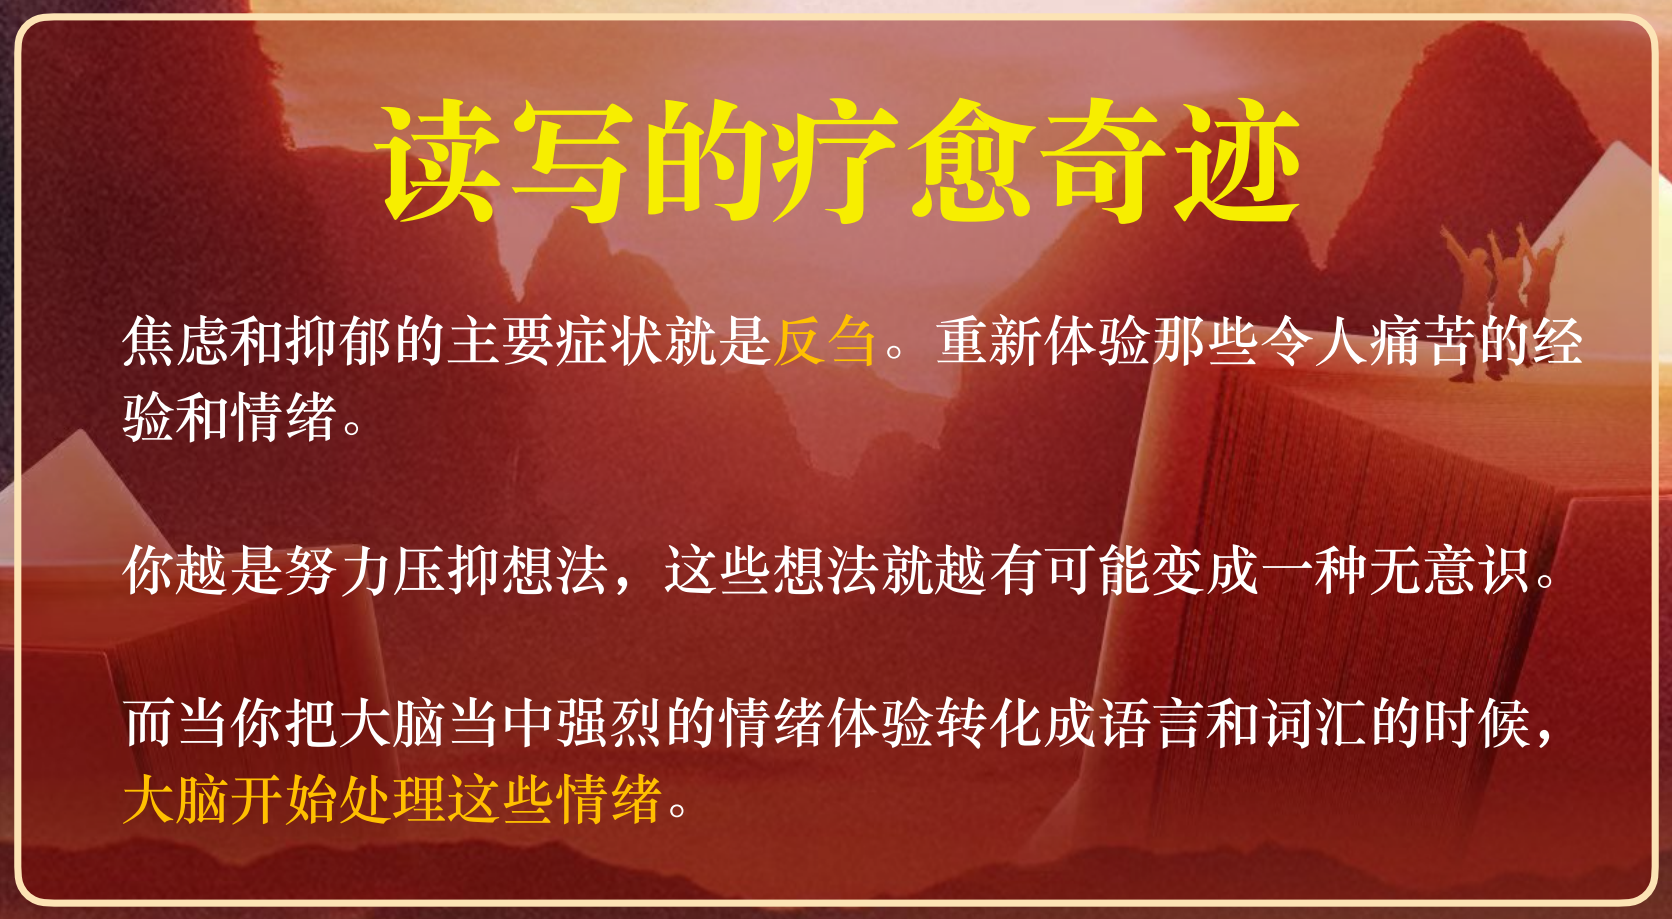 读写的疗愈奇迹
焦虑和抑郁的主要症状就是反刍。重新体验那些令人痛苦的经
验和情绪。
你越是努力压抑想法，这些想法就越有可能变成一种无意识。
而当你把大脑当中强烈的情绪体验转化成语言和词汇的时候，
大脑开始处理这些情绪。